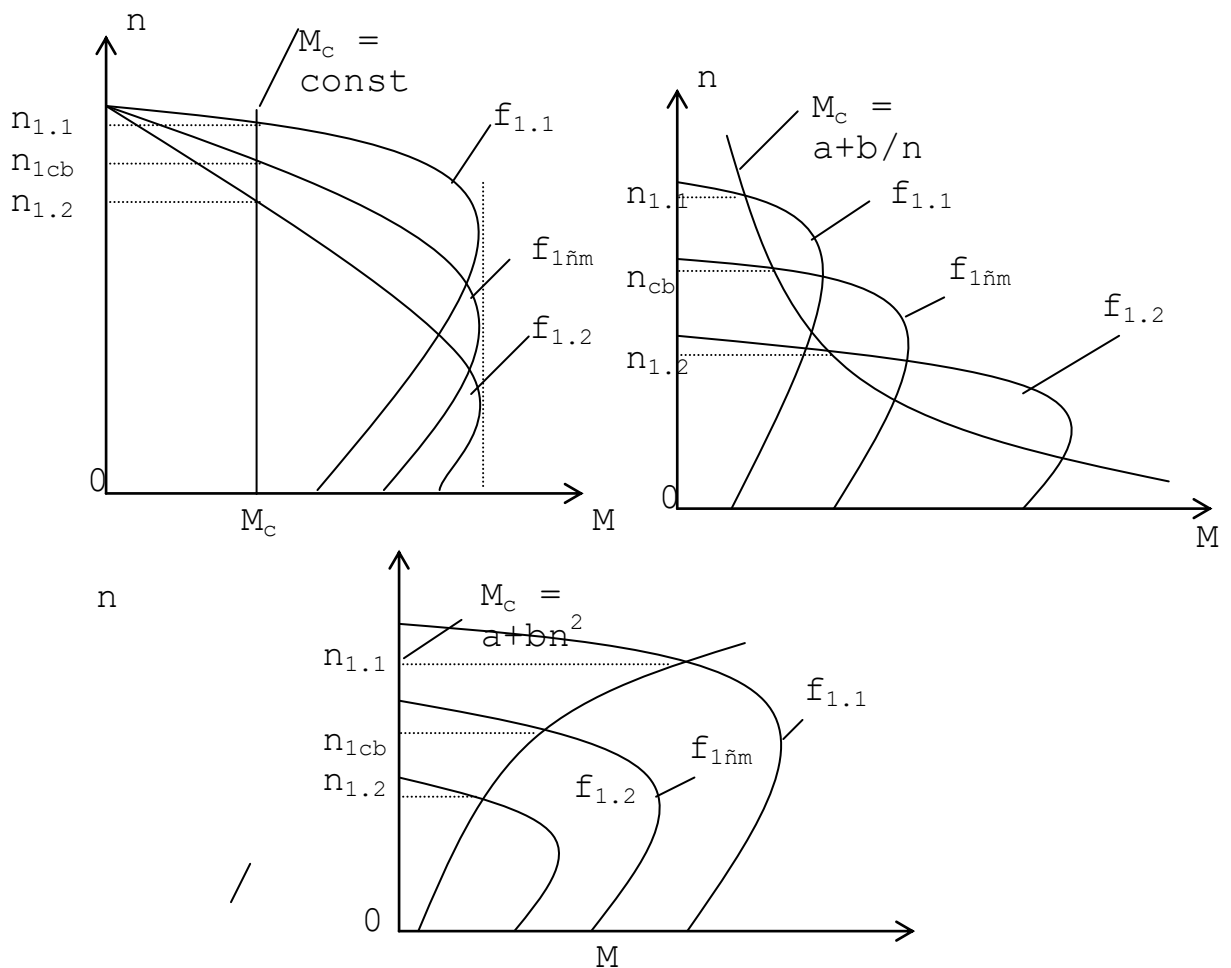 n
M_c =
const
n_1.1
n_1cb
n_1.2
f_1.1
f_1ñm
f_1.2
0
M_c
M
n
M_c =
a+b/n
n_1.1
f_1.1
n_cb
f_1ñm
f_1.2
n_1.2
0
M
n
M_c =
a+bn²
n_1.1
f_1.1
n_1cb
f_1ñm
n_1.2
f_1.2
0
M